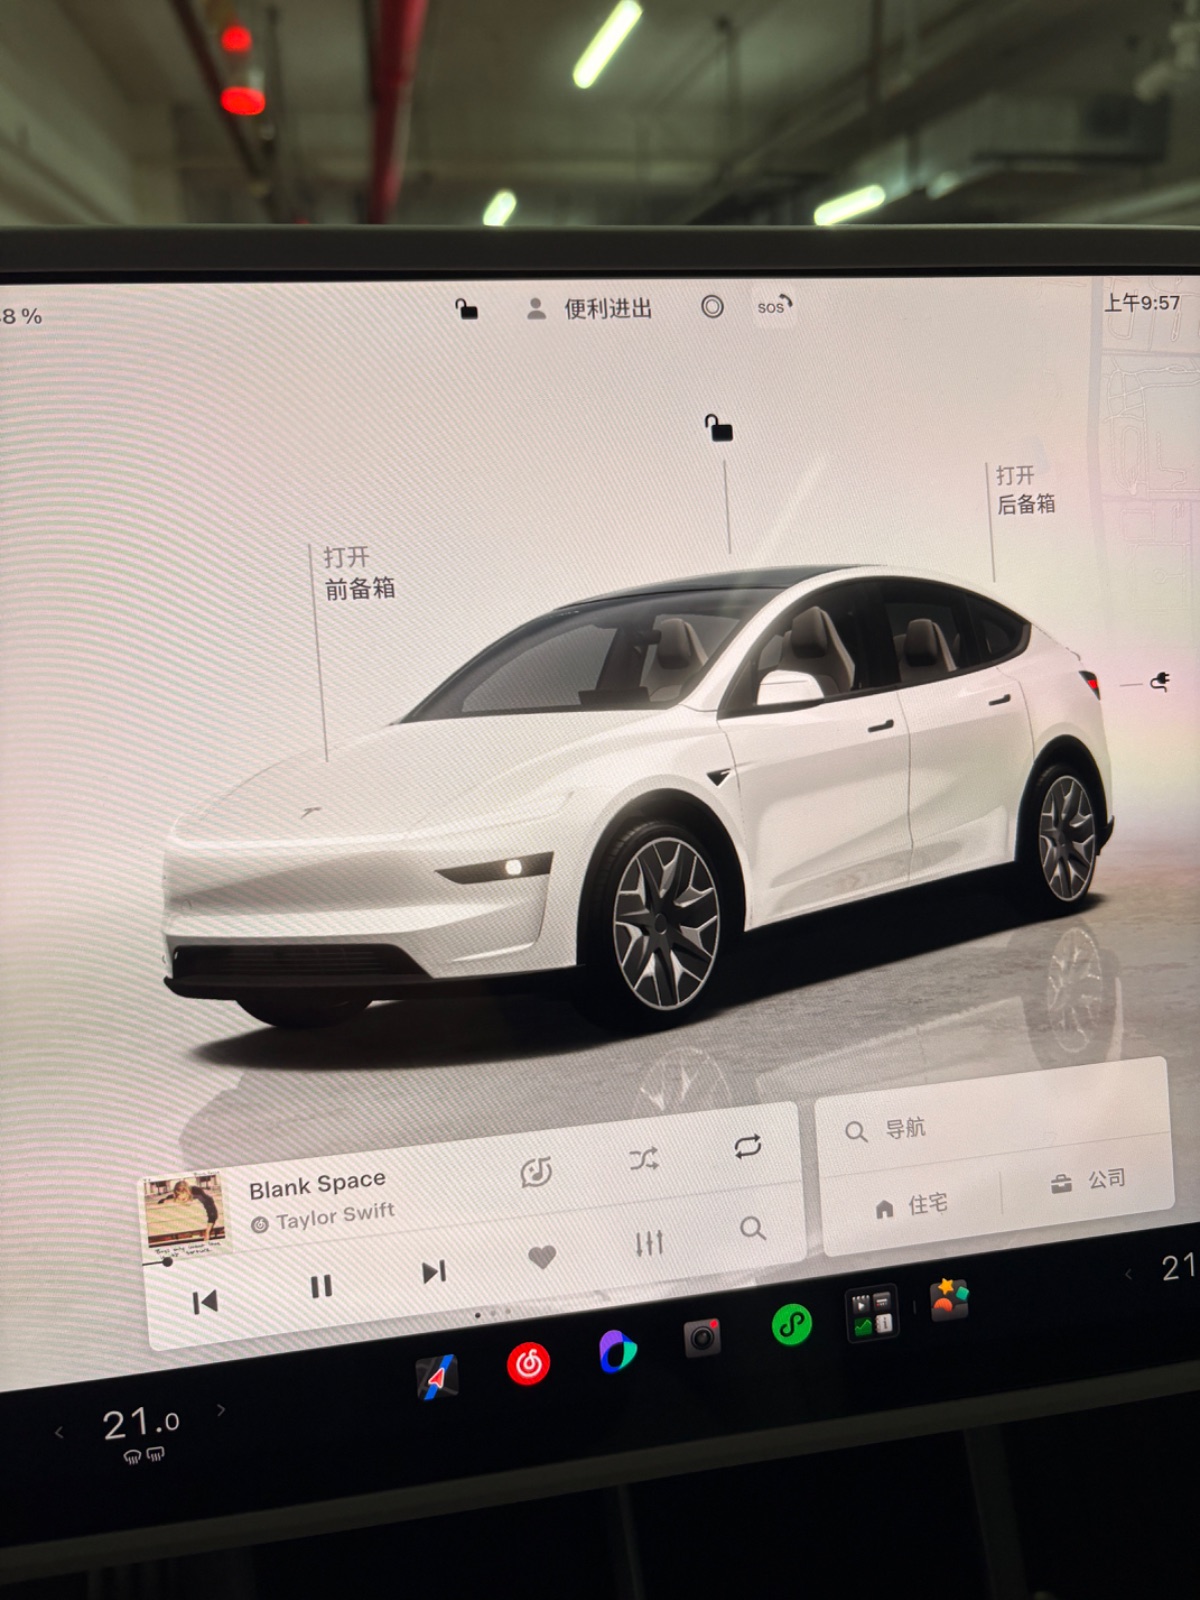 8%
便利进出
SOS
上午9:57
打开
后备箱
打开
前备箱
Blank Space
Taylor Swift
导航
住宅
公司
21
21.0